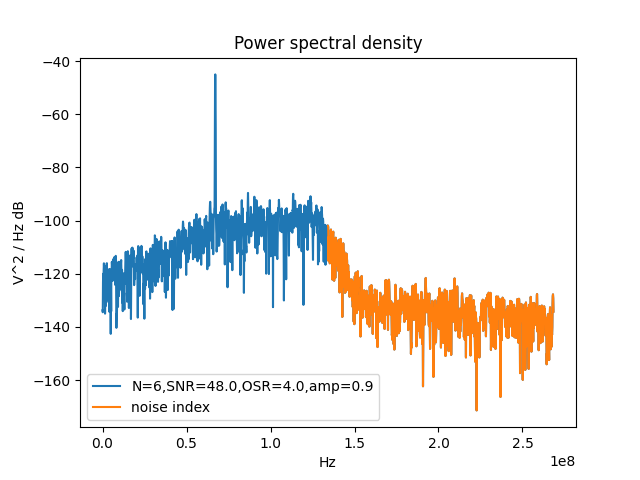 Power spectral density
V^2 / Hz dB
−40
−60
−80
−100
−120
−140
−160
N=6,SNR=48.0,OSR=4.0,amp=0.9
noise index
0.0 0.5 1.0 1.5 2.0 2.5
1e8
Hz